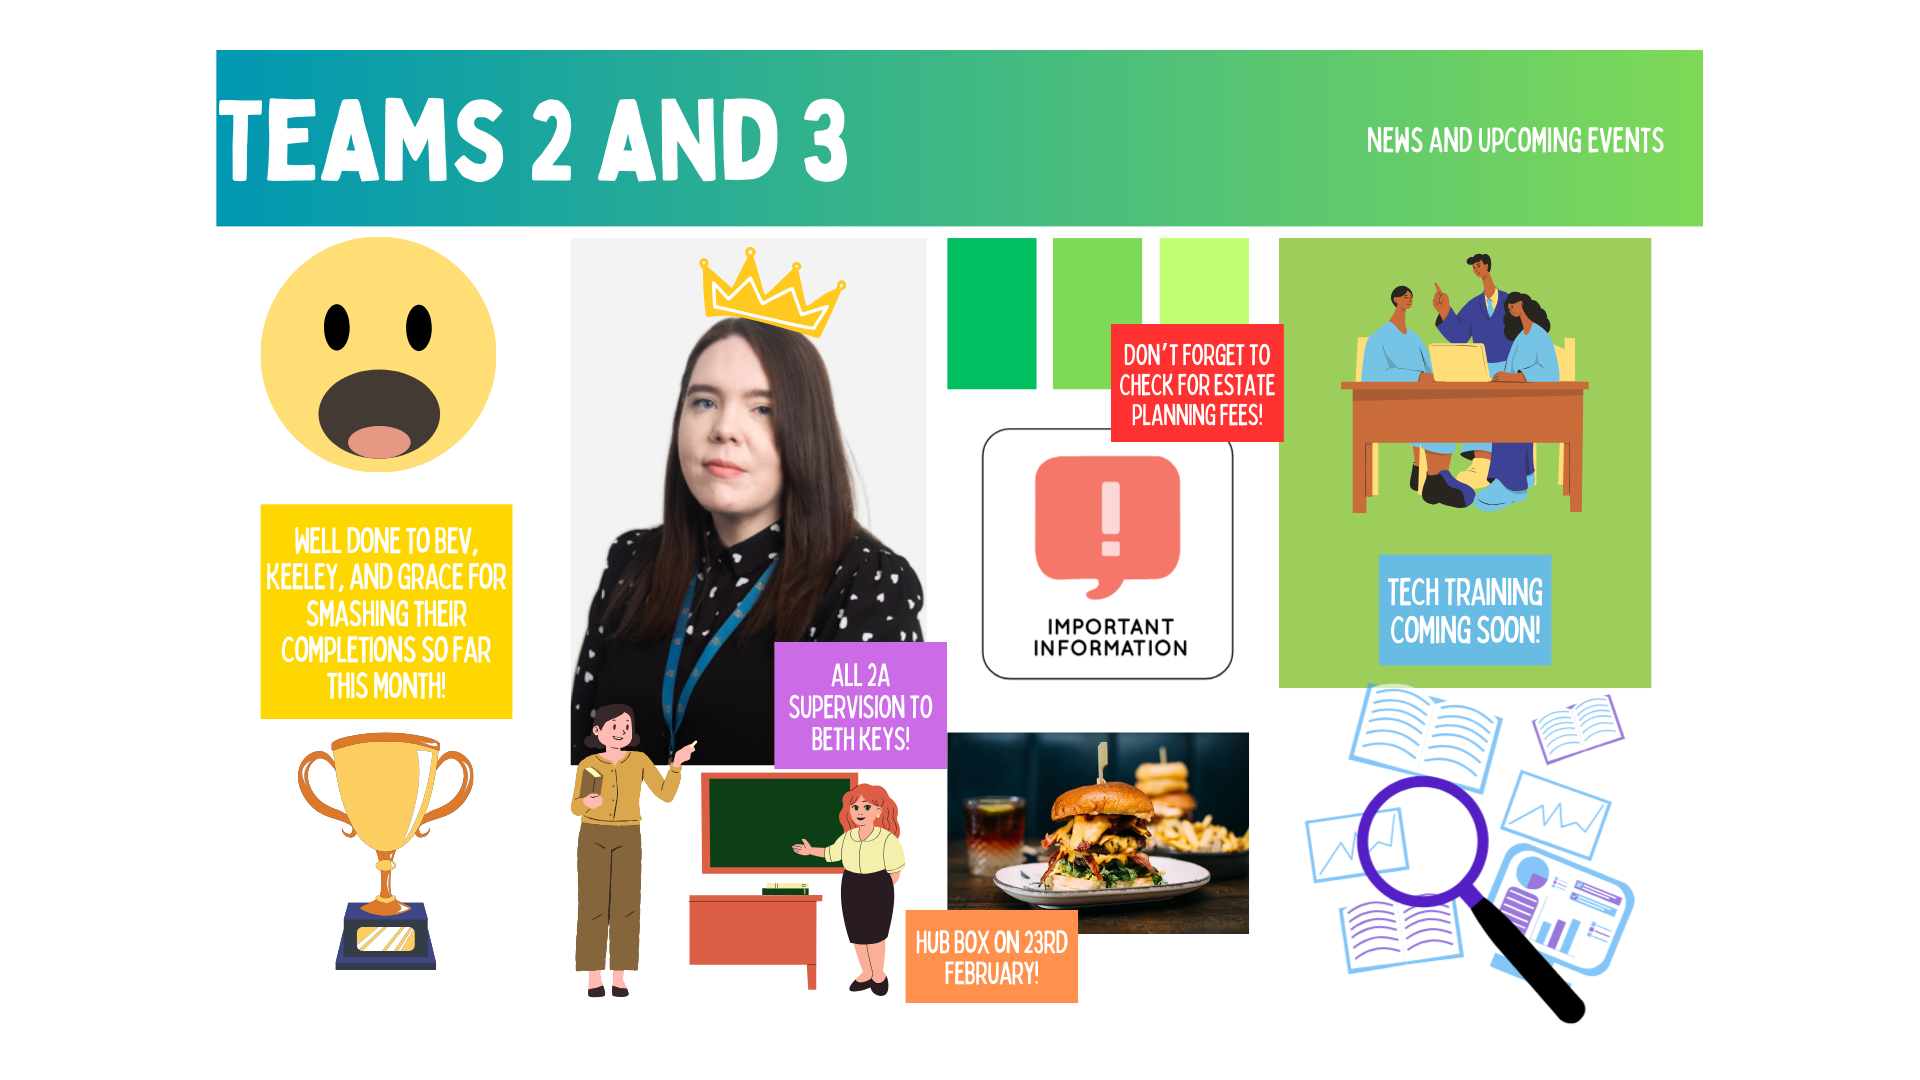 TEAMS 2 AND 3
NEWS AND UPCOMING EVENTS
WELL DONE TO BEV,
KEELEY, AND GRACE FOR
SMASHING THEIR
COMPLETIONS SO FAR
THIS MONTH!
ALL 2A
SUPERVISION TO
BETH KEYS!
DON'T FORGET TO
CHECK FOR ESTATE
PLANNING FEES!
IMPORTANT
INFORMATION
HUB BOX ON 23RD
FEBRUARY!
TECH TRAINING
COMING SOON!